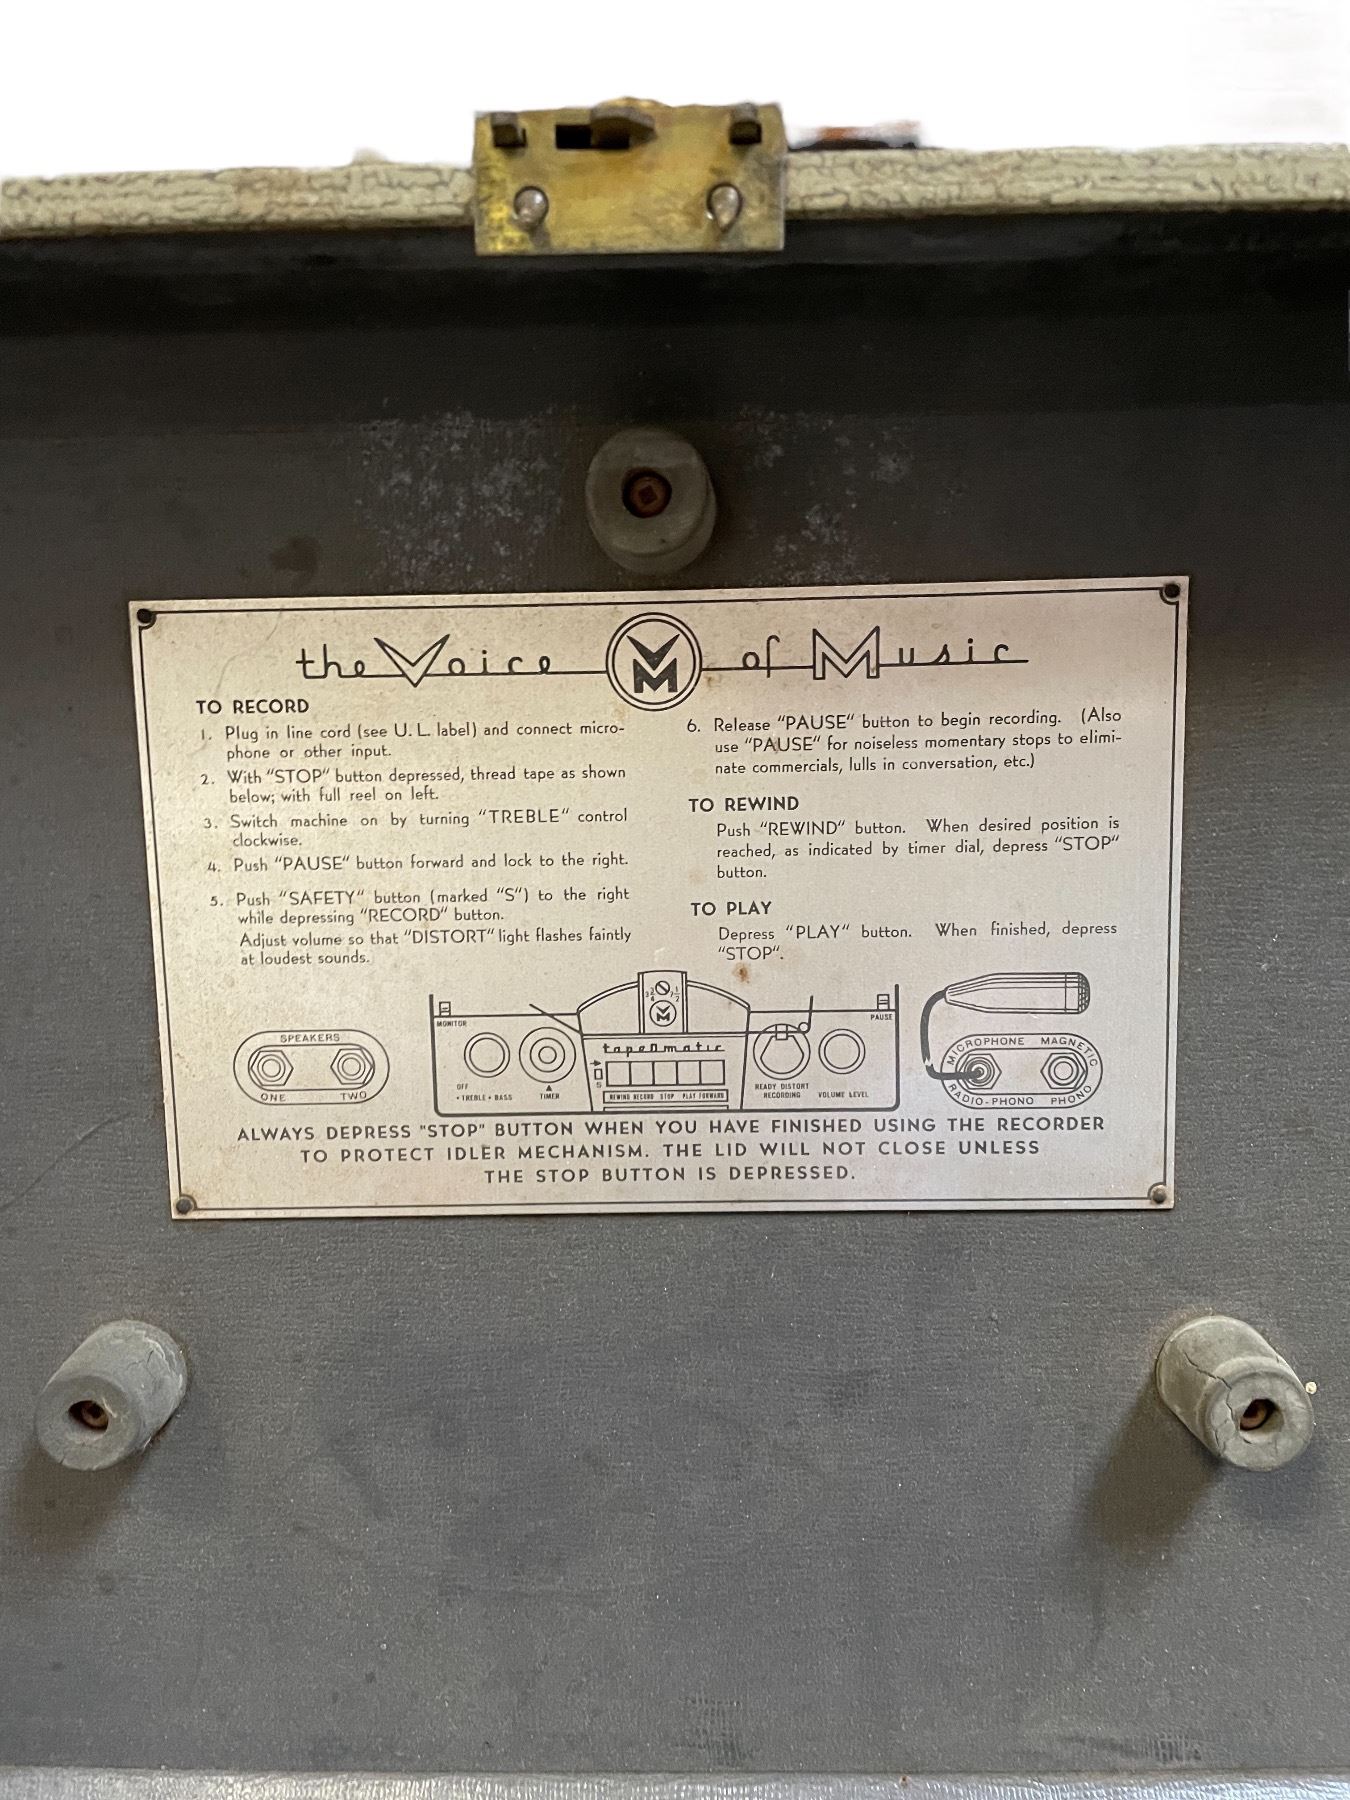 the Voice VM of Music
TO RECORD
1. Plug in line cord (see U. L. label) and connect micro-
phone or other input.
2. With "STOP" button depressed, thread tape as shown
below; with full reel on left.
3. Switch machine on by turning "TREBLE" control
clockwise.
4. Push "PAUSE" button forward and lock to the right.
5. Push "SAFETY" button (marked "S") to the right
while depressing "RECORD" button.
Adjust volume so that "DISTORT" light flashes faintly
at loudest sounds.
6. Release "PAUSE" button to begin recording. (Also
use "PAUSE" for noiseless momentary stops to elimi-
nate commercials, lulls in conversation, etc.)
TO REWIND
Push "REWIND" button. When desired position is
reached, as indicated by timer dial, depress "STOP"
button.
TO PLAY
Depress "PLAY" button. When finished, depress
"STOP".
SPEAKERS
ONE TWO
MONITOR
OFF
• TREBLE • BASS
TIMER
3 3/4 7 1/2
VM
tapeOmatic
S
REWIND RECORD STOP PLAY FORWARD
PAUSE
READY DISTORT
RECORDING
VOLUME LEVEL
MICROPHONE MAGNETIC
RADIO-PHONO PHONO
ALWAYS DEPRESS "STOP" BUTTON WHEN YOU HAVE FINISHED USING THE RECORDER
TO PROTECT IDLER MECHANISM. THE LID WILL NOT CLOSE UNLESS
THE STOP BUTTON IS DEPRESSED.